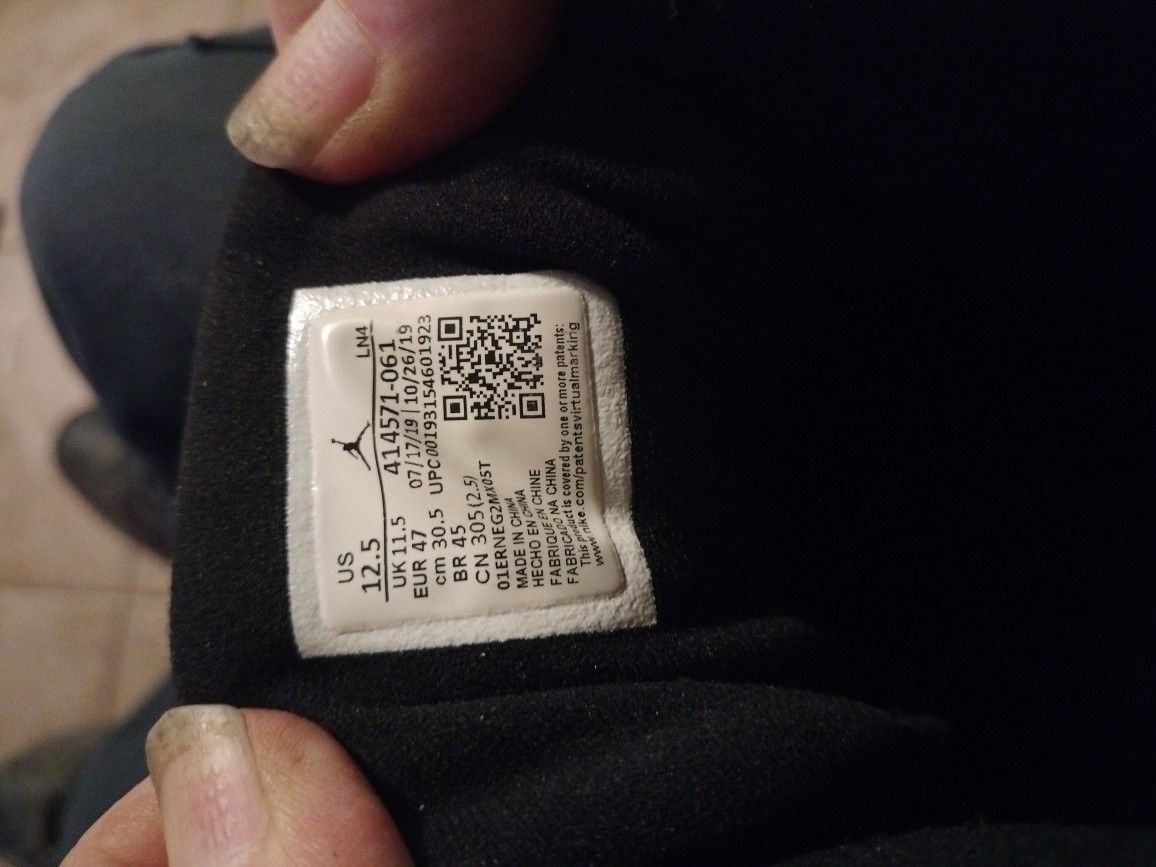 US
12.5
LN4
UK 11.5
414571-061
EUR 47
07/17/19 | 10/26/19
cm 30.5
UPC00193154601923
BR 45
CN 305(2.5)
01ERNEG2MX05T
MADE IN CHINA
HECHO EN CHINA
FABRIQUE EN CHINE
FABRICADO NA CHINA
This product is covered by one or more patents:
www.nike.com/patentsvirtualmarking